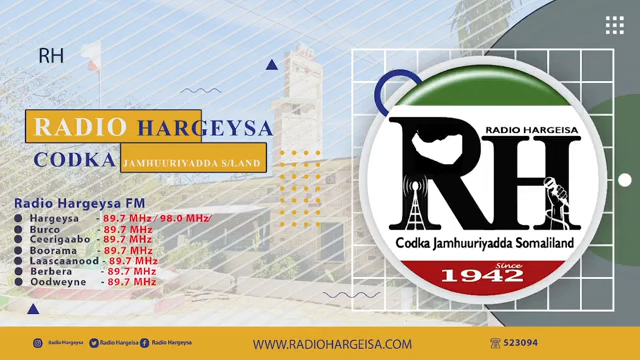 RH
RADIO HARGEYSA
CODKA JAMHUURIYADDA S/LAND
Radio Hargeysa FM
Hargeysa - 89.7 MHz / 98.0 MHz/
Burco - 89.7 MHz
Ceerigaabo - 89.7 MHz
Boorama - 89.7 MHz
Laascaanood - 89.7 MHz
Berbera - 89.7 MHz
Oodweyne - 89.7 MHz
RADIO HARGEISA
RH
Codka Jamhuuriyadda Somaliland
Since
1942
Radio Hargeysa Radio Hargeisa Radio Hargeysa
WWW.RADIOHARGEISA.COM
523094